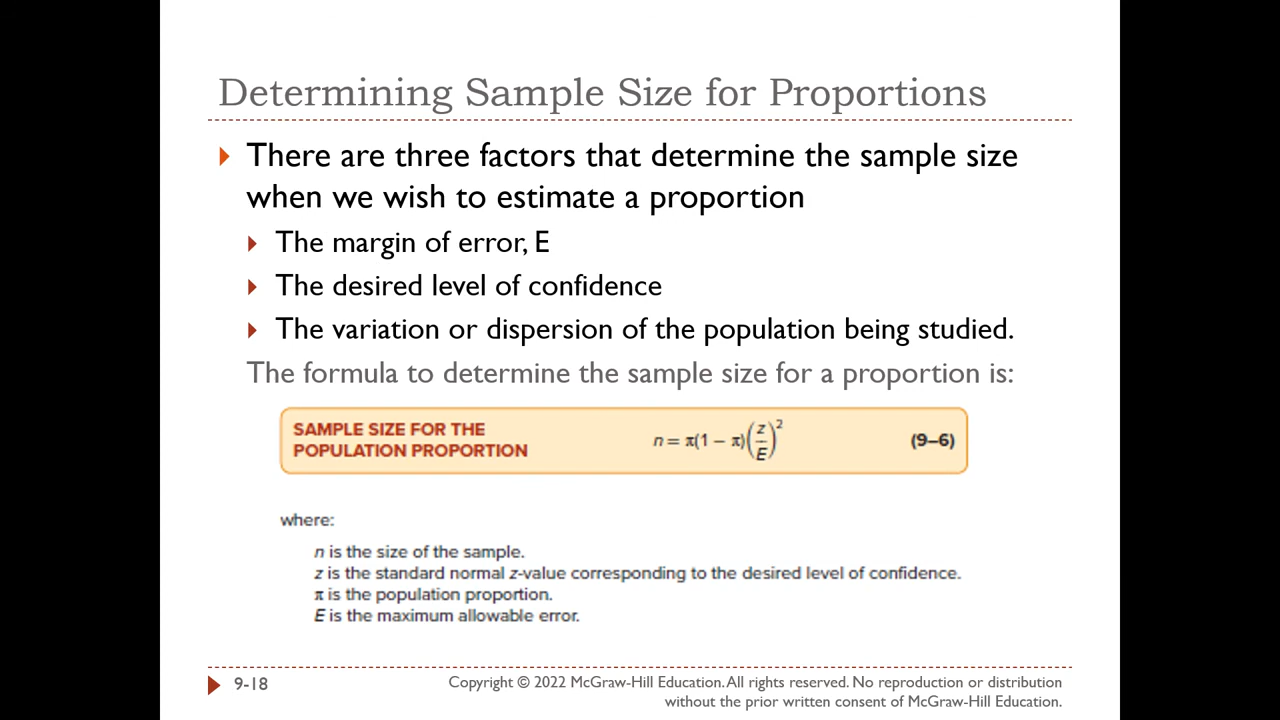 Determining Sample Size for Proportions
There are three factors that determine the sample size
when we wish to estimate a proportion
The margin of error, E
The desired level of confidence
The variation or dispersion of the population being studied.
The formula to determine the sample size for a proportion is:
SAMPLE SIZE FOR THE
POPULATION PROPORTION
n = π(1 − π)(z/E)² (9–6)
where:
n is the size of the sample.
z is the standard normal z-value corresponding to the desired level of confidence.
π is the population proportion.
E is the maximum allowable error.
9-18
Copyright © 2022 McGraw-Hill Education. All rights reserved. No reproduction or distribution
without the prior written consent of McGraw-Hill Education.